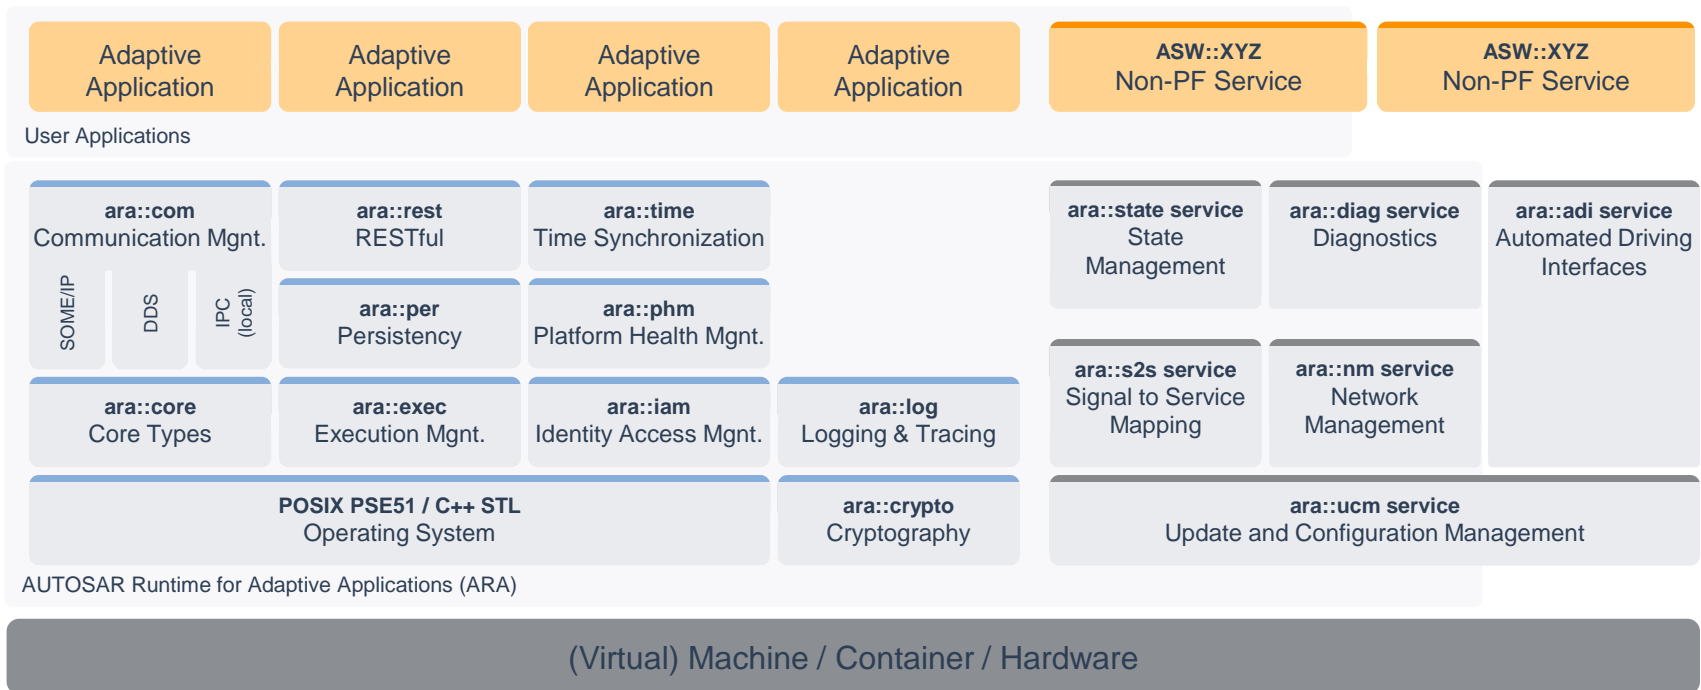 Adaptive
Application
Adaptive
Application
Adaptive
Application
Adaptive
Application
ASW::XYZ
Non-PF Service
ASW::XYZ
Non-PF Service
User Applications
ara::com
Communication Mgnt.
SOME/IP
DDS
IPC
(local)
ara::rest
RESTful
ara::time
Time Synchronization
ara::per
Persistency
ara::phm
Platform Health Mgnt.
ara::core
Core Types
ara::exec
Execution Mgnt.
ara::iam
Identity Access Mgnt.
ara::log
Logging & Tracing
POSIX PSE51 / C++ STL
Operating System
ara::crypto
Cryptography
ara::state service
State
Management
ara::diag service
Diagnostics
ara::adi service
Automated Driving
Interfaces
ara::s2s service
Signal to Service
Mapping
ara::nm service
Network
Management
ara::ucm service
Update and Configuration Management
AUTOSAR Runtime for Adaptive Applications (ARA)
(Virtual) Machine / Container / Hardware